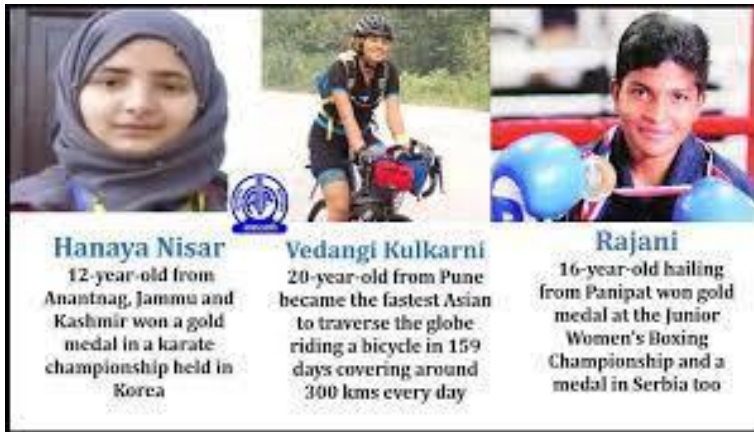 Hanaya Nisar
12-year-old from
Anantnag, Jammu and
Kashmir won a gold
medal in a karate
championship held in
Korea
Vedangi Kulkarni
20-year-old from Pune
became the fastest Asian
to traverse the globe
riding a bicycle in 159
days covering around
300 kms every day
Rajani
16-year-old hailing
from Panipat won gold
medal at the Junior
Women's Boxing
Championship and a
medal in Serbia too